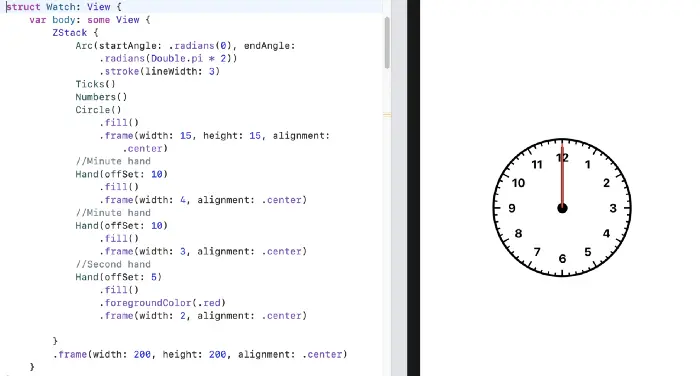 struct Watch: View {
var body: some View {
ZStack {
Arc(startAngle: .radians(0), endAngle:
.radians(Double.pi * 2))
.stroke(lineWidth: 3)
Ticks()
Numbers()
Circle()
.fill()
.frame(width: 15, height: 15, alignment:
.center)
//Minute hand
Hand(offSet: 10)
.fill()
.frame(width: 4, alignment: .center)
//Minute hand
Hand(offSet: 10)
.fill()
.frame(width: 3, alignment: .center)
//Second hand
Hand(offSet: 5)
.fill()
.foregroundColor(.red)
.frame(width: 2, alignment: .center)
}
.frame(width: 200, height: 200, alignment: .center)
}
12
1
2
3
4
5
6
7
8
9
10
11